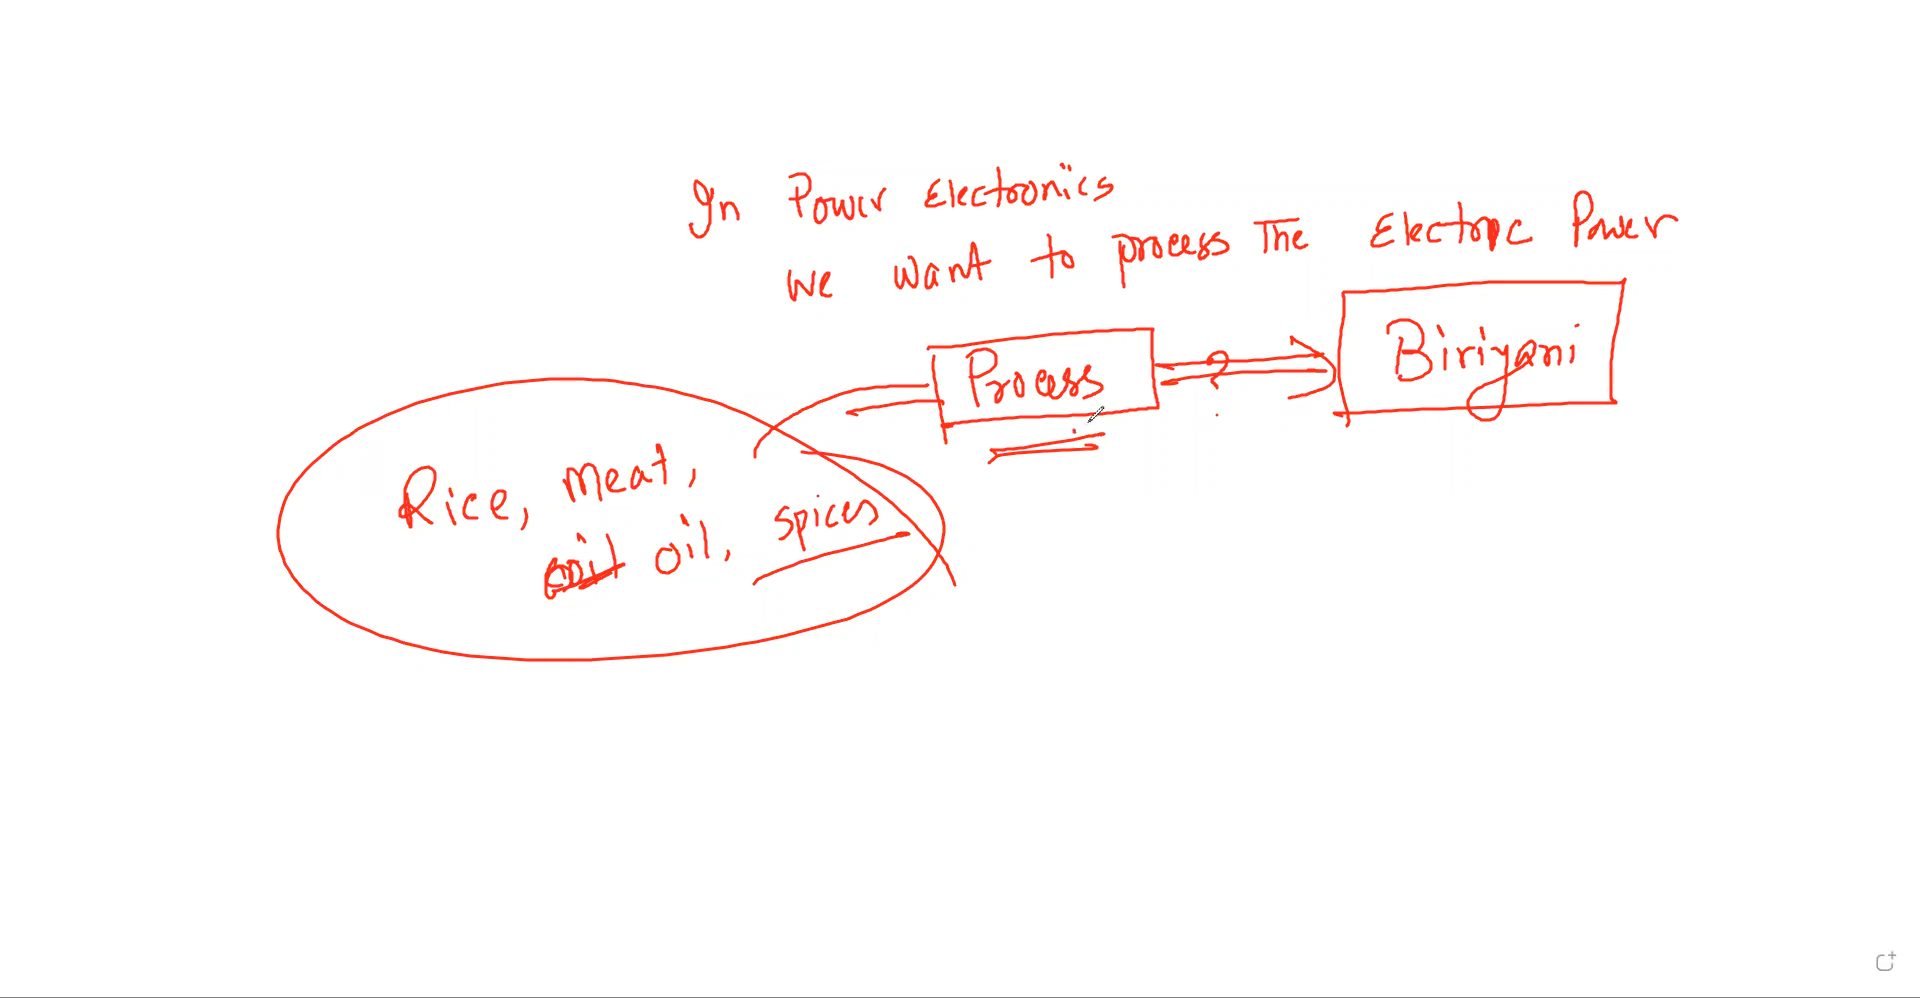 In Power Electronics
we want to process The Electric Power
Process
Biriyani
Rice, meat,
oil, spices